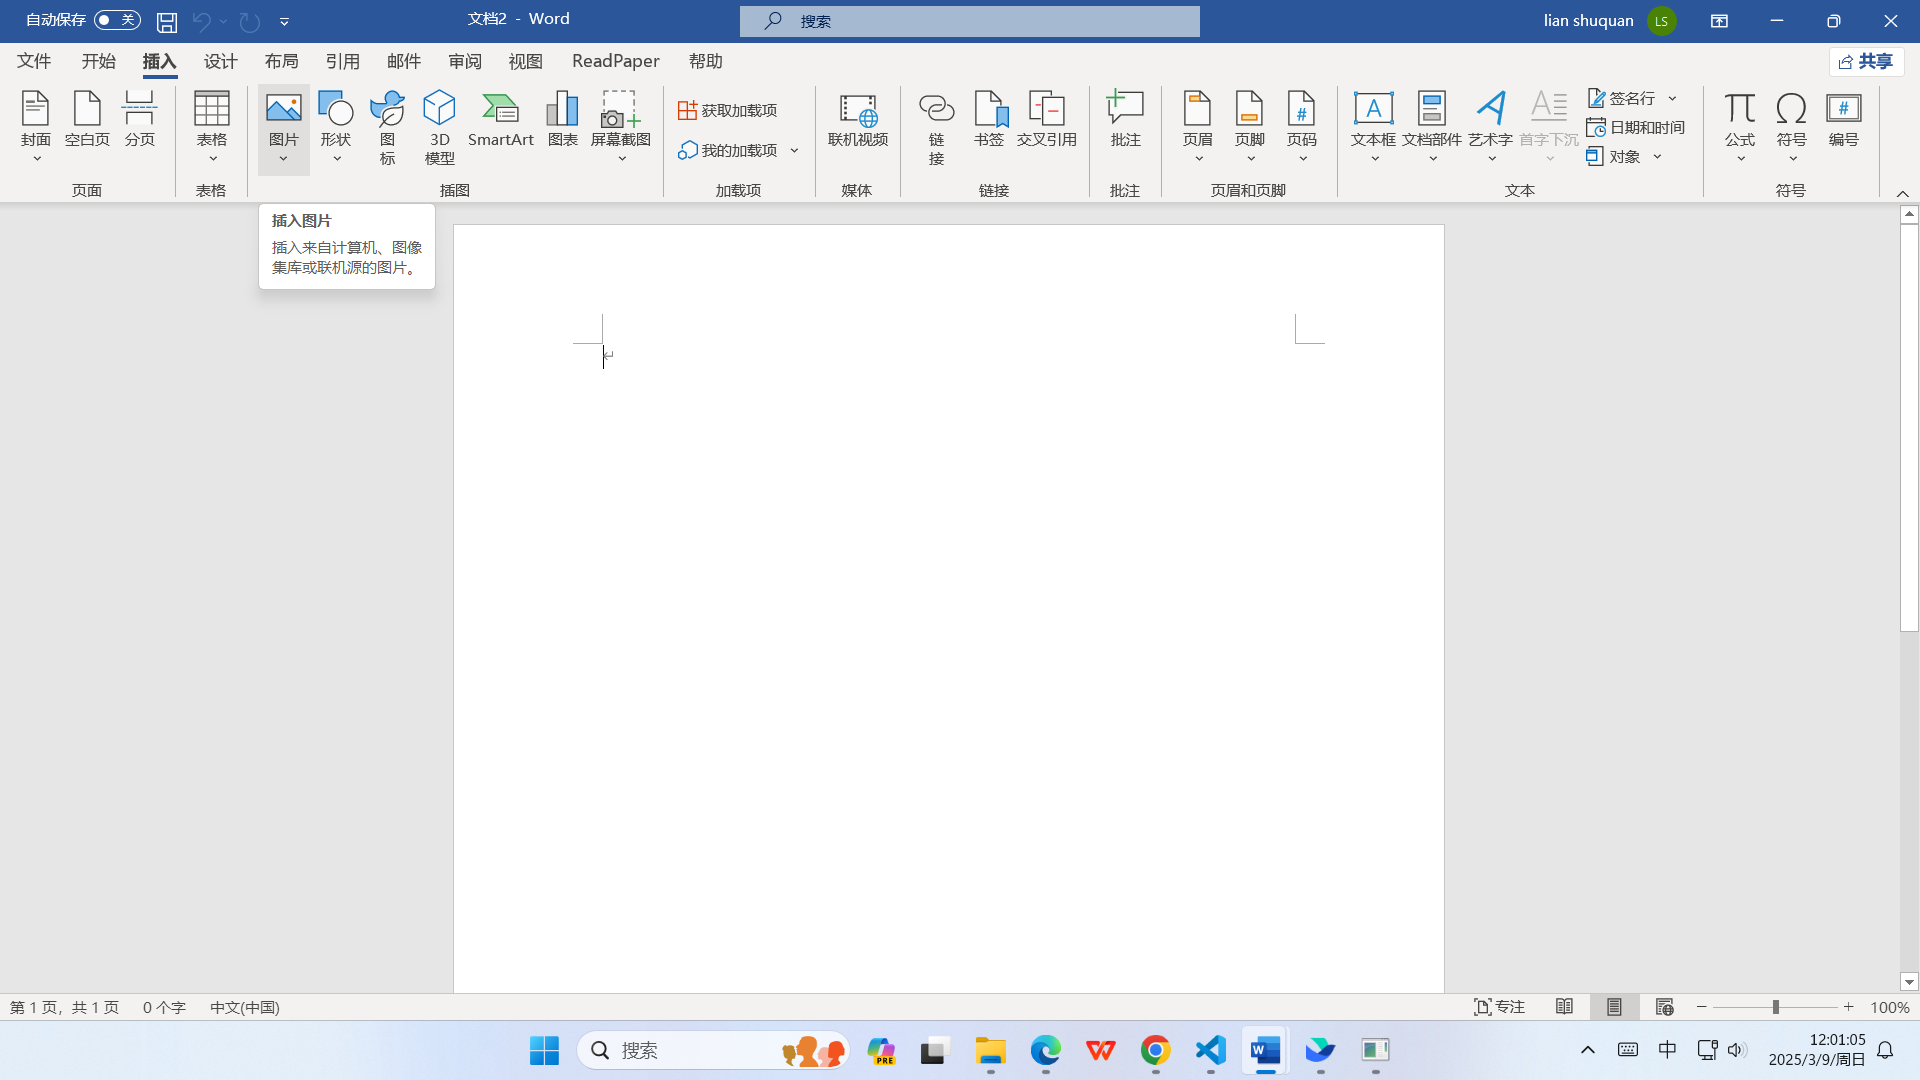 自动保存 关 文档2 - Word 搜索 lian shuquan LS
文件 开始 插入 设计 布局 引用 邮件 审阅 视图 ReadPaper 帮助 共享
封面 空白页 分页 表格 图片 形状 图标 3D 模型 SmartArt 图表 屏幕截图
获取加载项
我的加载项
联机视频 链接 书签 交叉引用 批注 页眉 页脚 页码 文本框 文档部件 艺术字 首字下沉
签名行
日期和时间
对象
公式 符号 编号
页面 表格 插图 加载项 媒体 链接 批注 页眉和页脚 文本 符号
插入图片
插入来自计算机、图像
集库或联机源的图片。
第 1 页，共 1 页 0 个字 中文(中国) 专注 100%
搜索 PRE 中 12:01:05
2025/3/9/周日